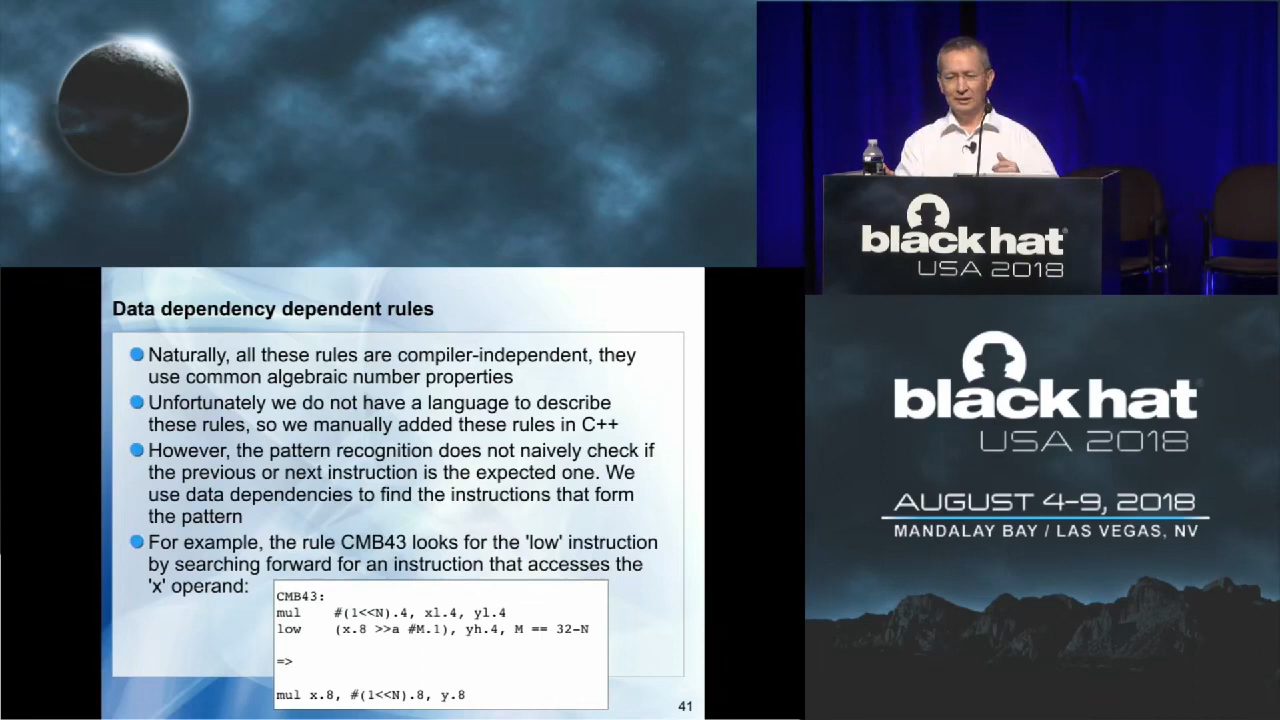 black hat
USA 2018
Data dependency dependent rules
Naturally, all these rules are compiler-independent, they
use common algebraic number properties
Unfortunately we do not have a language to describe
these rules, so we manually added these rules in C++
However, the pattern recognition does not naively check if
the previous or next instruction is the expected one. We
use data dependencies to find the instructions that form
the pattern
For example, the rule CMB43 looks for the 'low' instruction
by searching forward for an instruction that accesses the
'x' operand:
CMB43:
mul #(1<<N).4, xl.4, yl.4
low (x.8 >>a #M.1), yh.4, M == 32-N
=>
mul x.8, #(1<<N).8, y.8
41
black hat
USA 2018
AUGUST 4-9, 2018
MANDALAY BAY / LAS VEGAS, NV